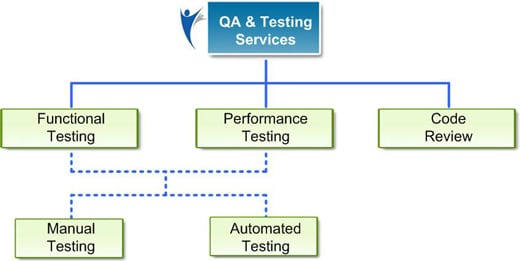 QA & Testing
Services
Functional
Testing
Performance
Testing
Code
Review
Manual
Testing
Automated
Testing